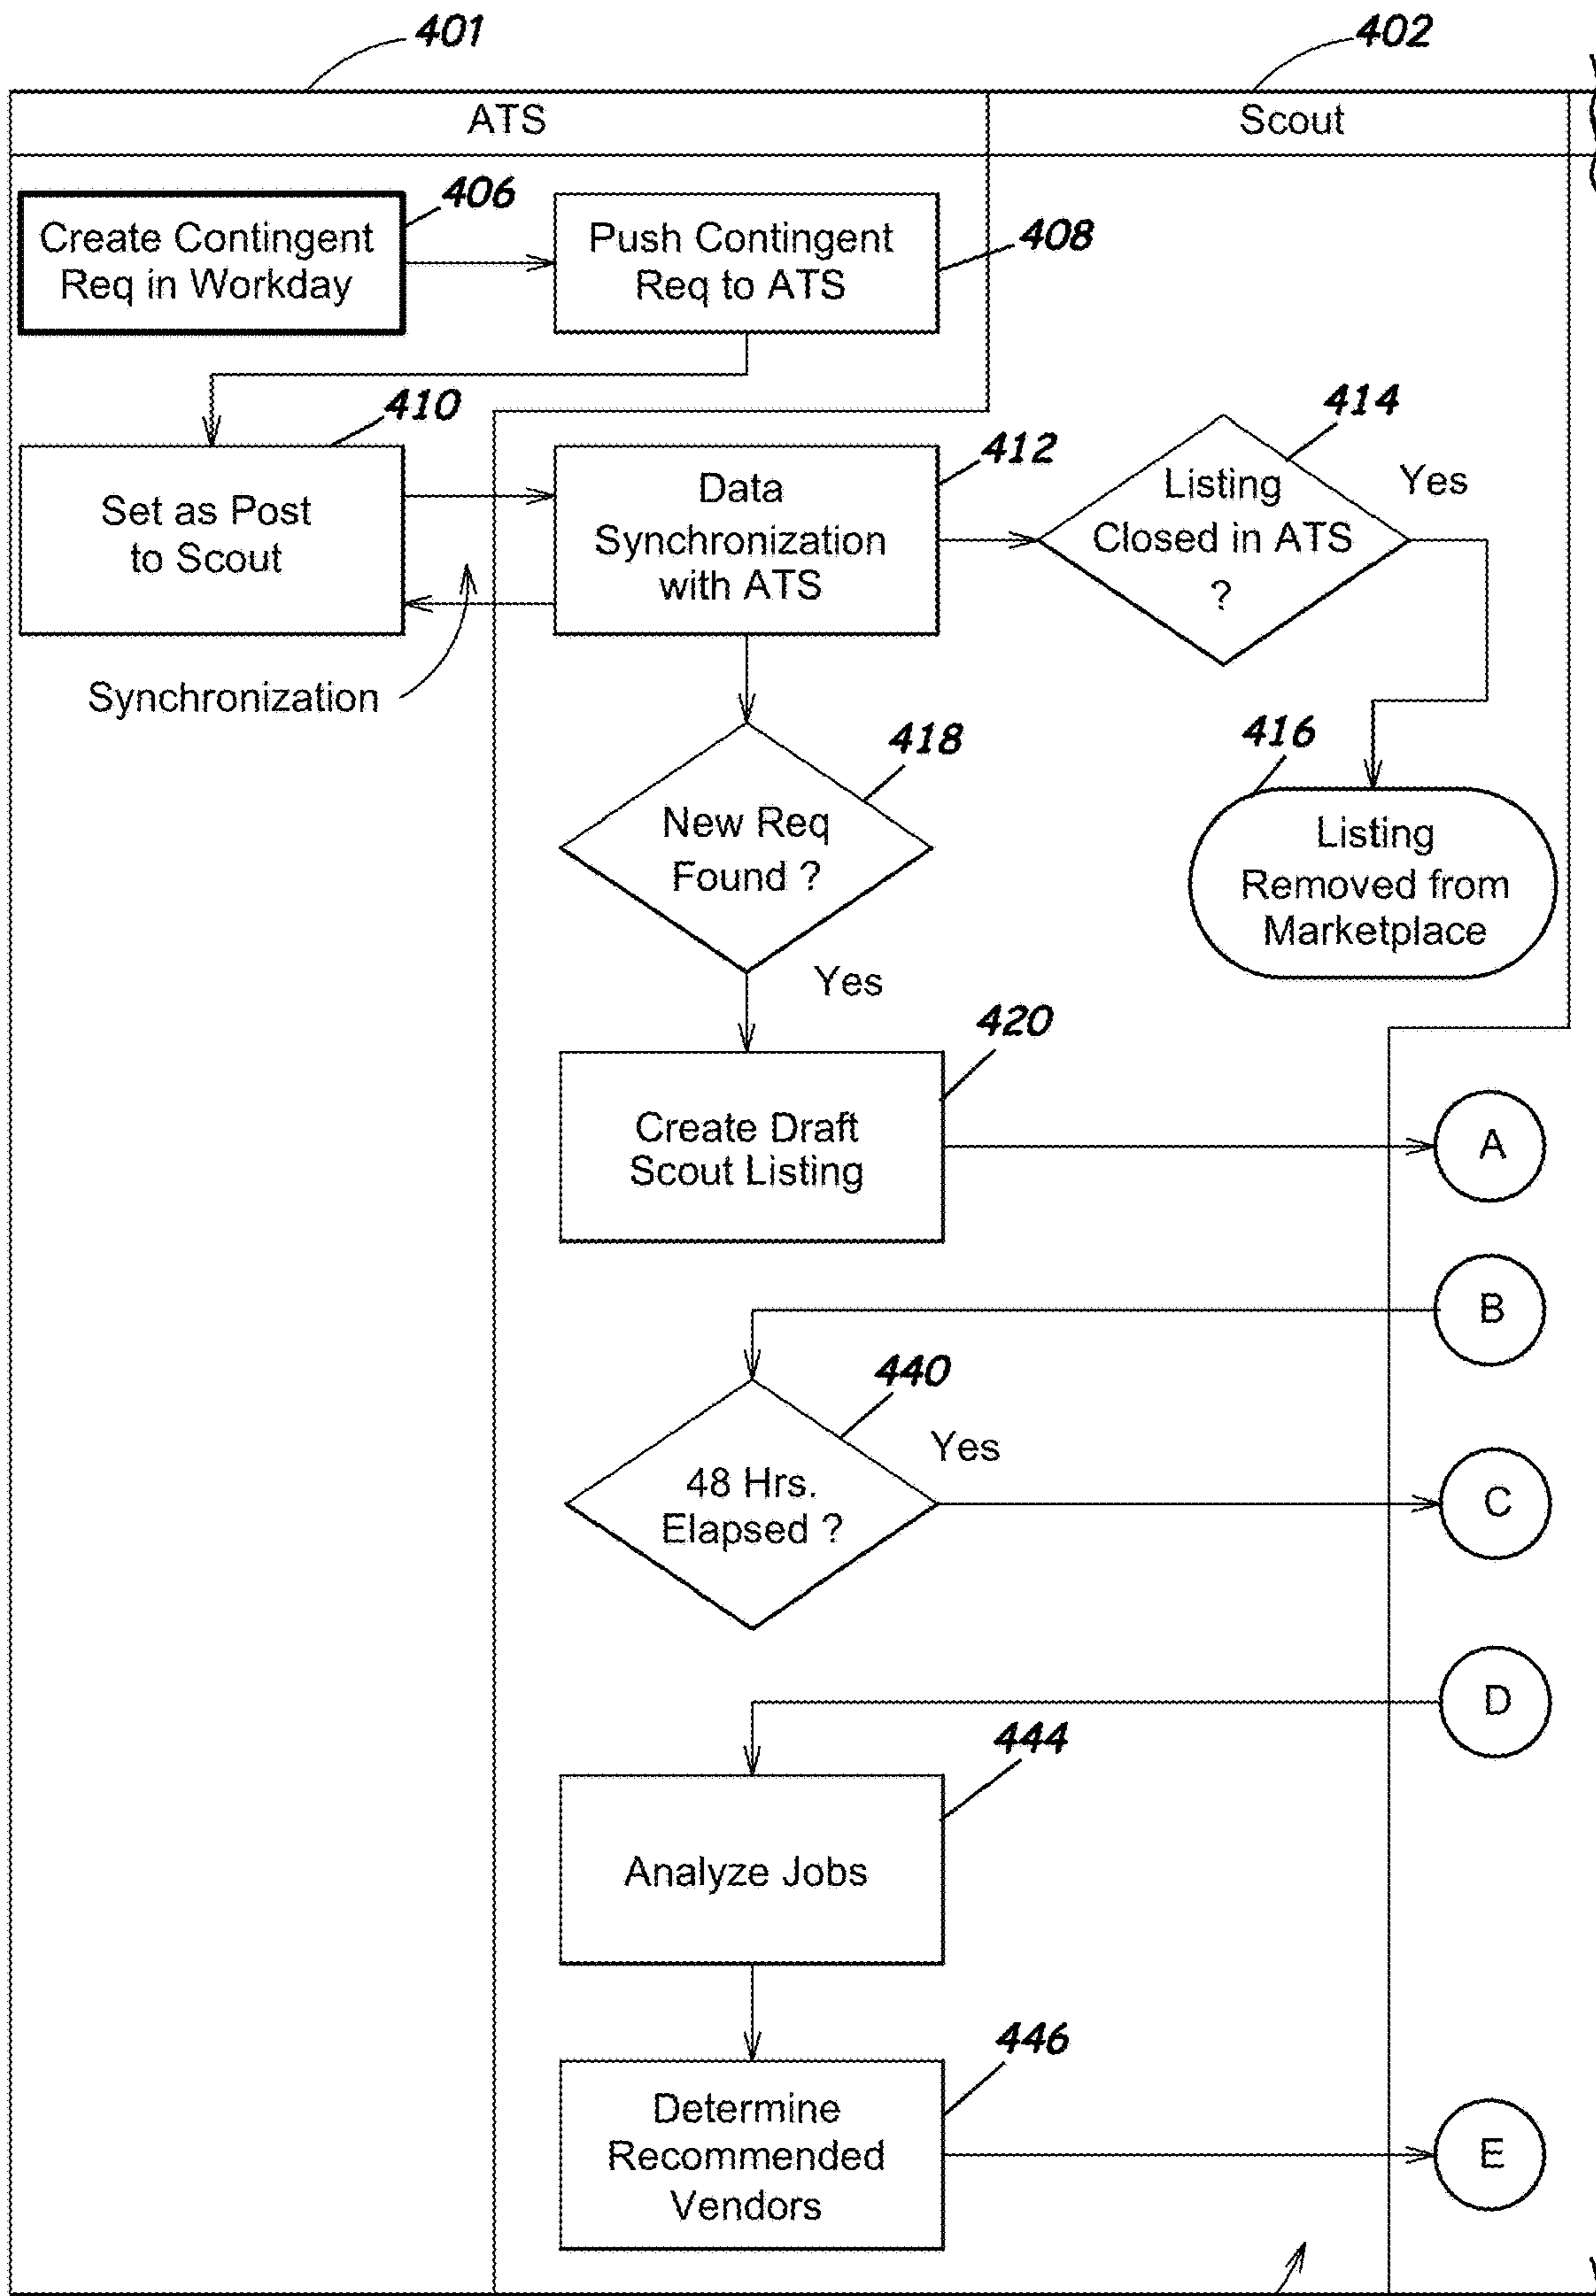 401
402
ATS
Scout
406
Create Contingent
Req in Workday
Push Contingent
Req to ATS
408
410
Set as Post
to Scout
412
Data
Synchronization
with ATS
414
Listing
Closed in ATS
?
Yes
Synchronization
416
Listing
Removed from
Marketplace
418
New Req
Found ?
Yes
420
Create Draft
Scout Listing
A
B
440
48 Hrs.
Elapsed ?
Yes
C
D
444
Analyze Jobs
446
Determine
Recommended
Vendors
E